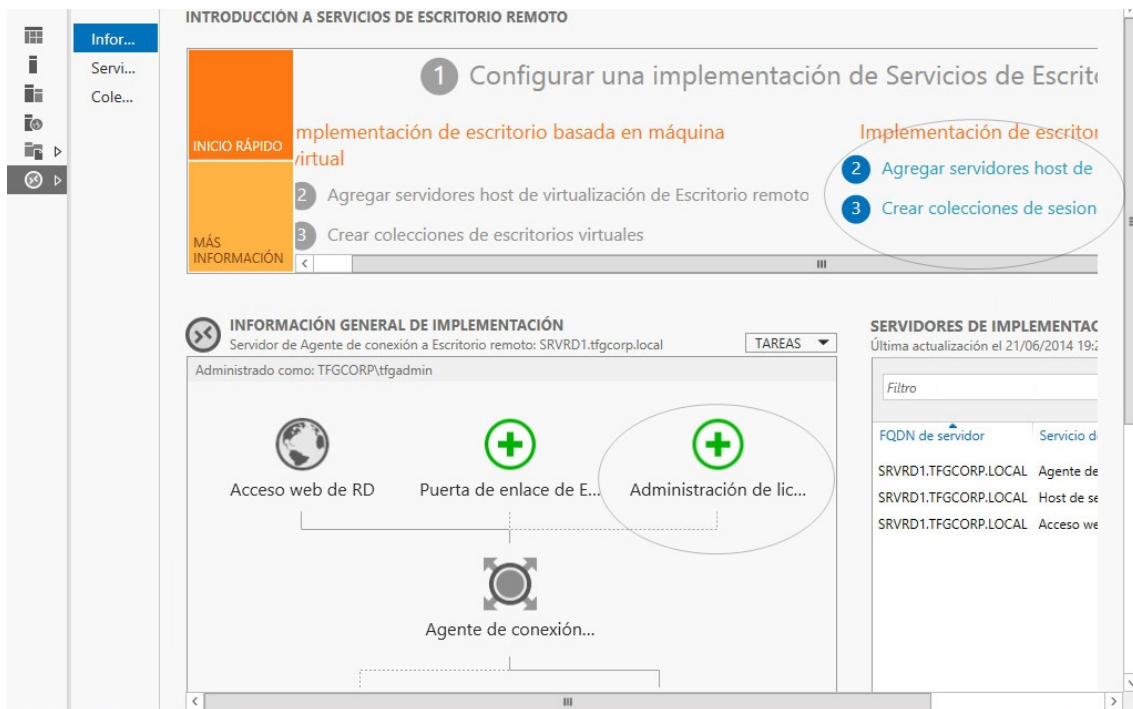 INTRODUCCIÓN A SERVICIOS DE ESCRITORIO REMOTO
Infor...
Servi...
Cole...
1 Configurar una implementación de Servicios de Escrito
INICIO RÁPIDO
mplementación de escritorio basada en máquina
virtual
2 Agregar servidores host de virtualización de Escritorio remoto
3 Crear colecciones de escritorios virtuales
Implementación de escritor
2 Agregar servidores host de
3 Crear colecciones de sesion
MÁS
INFORMACIÓN
INFORMACIÓN GENERAL DE IMPLEMENTACIÓN
Servidor de Agente de conexión a Escritorio remoto: SRVRD1.tfgcorp.local
TAREAS
Administrado como: TFGCORP\tfgadmin
Acceso web de RD
Puerta de enlace de E...
Administración de lic...
Agente de conexión...
SERVIDORES DE IMPLEMENTAC
Última actualización el 21/06/2014 19:2
Filtro
FQDN de servidor Servicio d
SRVRD1.TFGCORP.LOCAL Agente de
SRVRD1.TFGCORP.LOCAL Host de se
SRVRD1.TFGCORP.LOCAL Acceso we